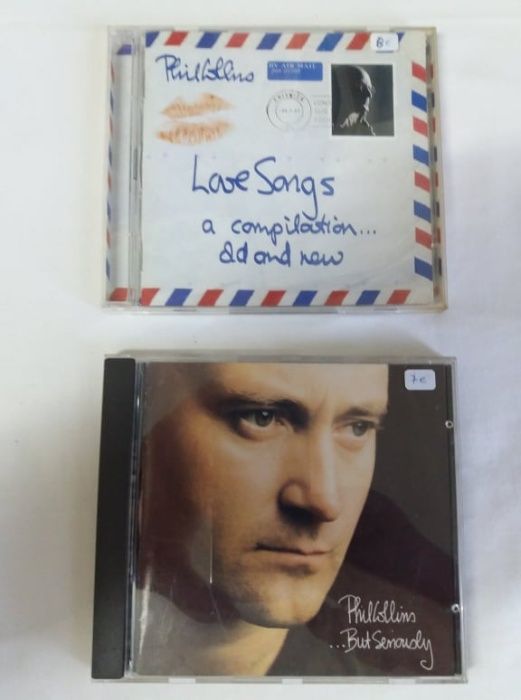 8€
Phil Collins
BY AIR MAIL
Love Songs
a compilation...
old and new
7€
Phil Collins
...But Seriously